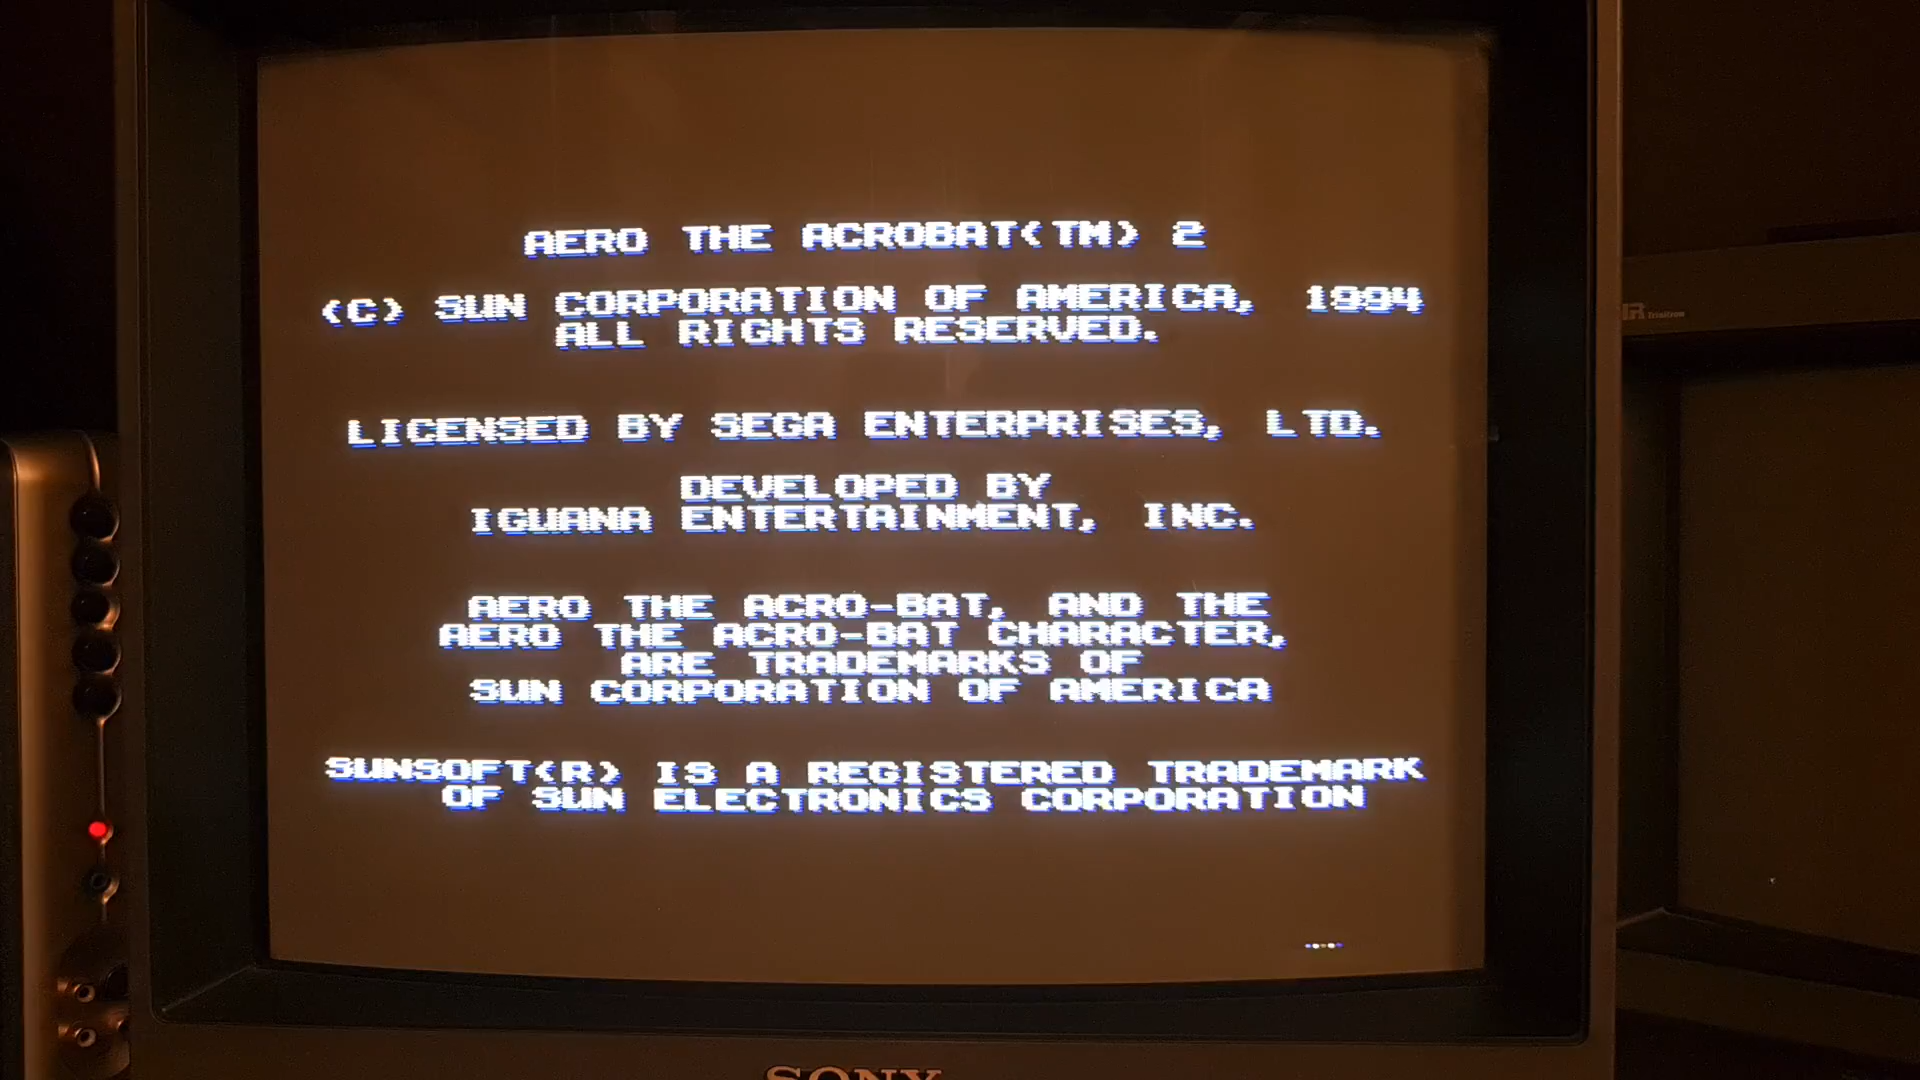 AERO THE ACROBAT(TM) 2
(C) SUN CORPORATION OF AMERICA, 1994
ALL RIGHTS RESERVED.
LICENSED BY SEGA ENTERPRISES, LTD.
DEVELOPED BY
IGUANA ENTERTAINMENT, INC.
AERO THE ACRO-BAT, AND THE
AERO THE ACRO-BAT CHARACTER,
ARE TRADEMARKS OF
SUN CORPORATION OF AMERICA
SUNSOFT(R) IS A REGISTERED TRADEMARK
OF SUN ELECTRONICS CORPORATION
Trinitron
SONY